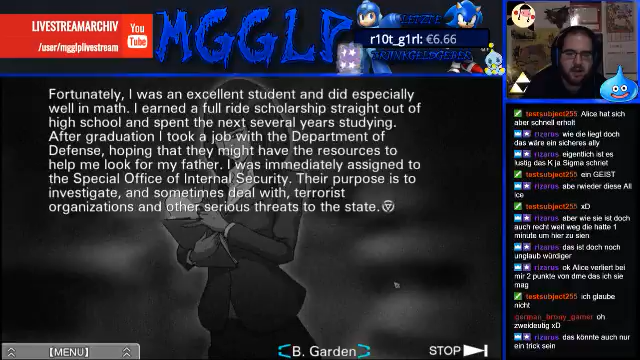 LIVESTREAMARCHIV
/user/mgglplivestream
You
Tube
MGGLP
LETZTE
r10t_g1rl: €6.66
Fortunately, I was an excellent student and did especially
well in math. I earned a full ride scholarship straight out of
high school and spent the next several years studying.
After graduation I took a job with the Department of
Defense, hoping that they might have the resources to
help me look for my father. I was immediately assigned to
the Special Office of Internal Security. Their purpose is to
investigate, and sometimes deal with, terrorist
organizations and other serious threats to the state.
[MENU]
B. Garden
STOP
testsubject255 Alice hat
sich aber schnell erholt
rizarus wie die liegt doch
das wäre ein sicheres ally
rizarus eigentlich ist es
lustig das K ja Sigma schreit
testsubject255 ein GEIST
rizarus aber wieder diese Al
ice
testsubject255 xD
rizarus aber wie sie ist doch
auch recht weit weg die hatte 1
minute um hier zu sien
rizarus das ist doch noch
unglaub würdiger
rizarus ok Alice verliert bei
mir 2 punkte von dme das ich sie
mag
testsubject255 ich glaube
nicht
german_brony_gamer oh
zweideutig xD
rizarus das könnte auch nur
ein trick sein